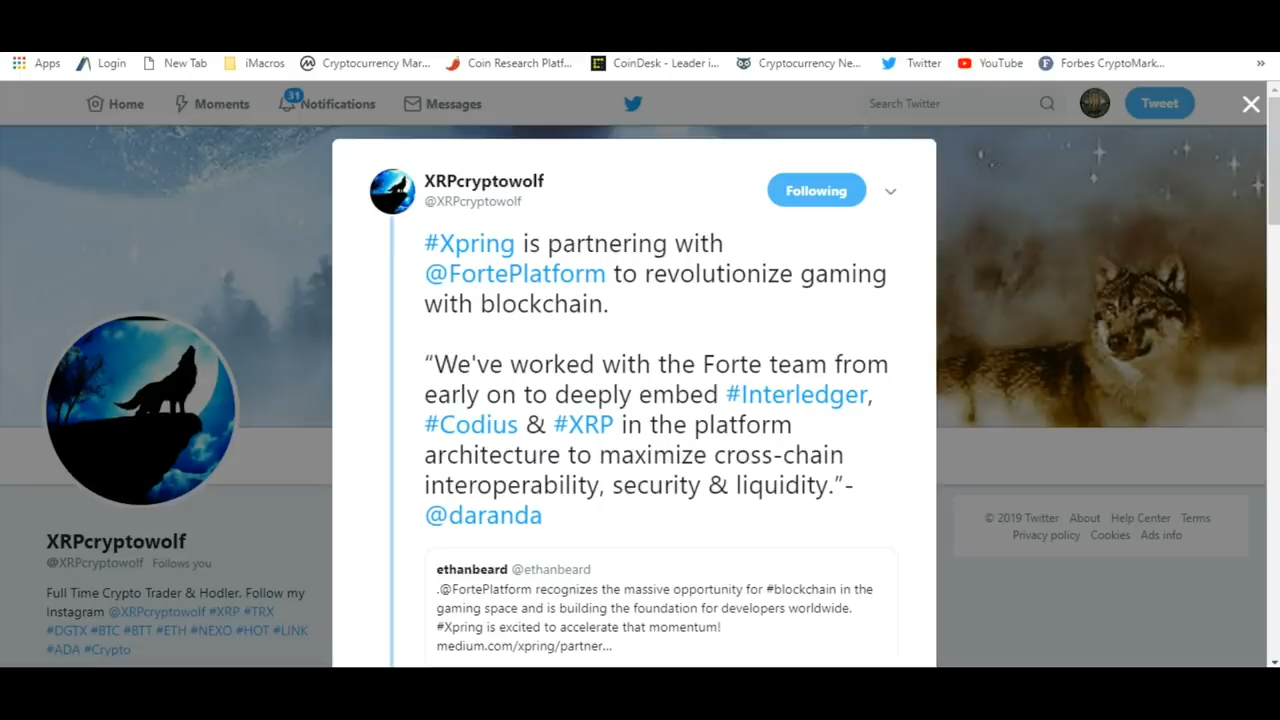 Apps Login New Tab iMacros Cryptocurrency Mar... Coin Research Platf... CoinDesk - Leader i... Cryptocurrency Ne... Twitter YouTube Forbes CryptoMark... »
Home Moments 31 Notifications Messages Search Twitter Tweet
XRPcryptowolf
@XRPcryptowolf
Following
#Xpring is partnering with
@FortePlatform to revolutionize gaming
with blockchain.
“We've worked with the Forte team from
early on to deeply embed #Interledger,
#Codius & #XRP in the platform
architecture to maximize cross-chain
interoperability, security & liquidity.”-
@daranda
ethanbeard @ethanbeard
.@FortePlatform recognizes the massive opportunity for #blockchain in the
gaming space and is building the foundation for developers worldwide.
#Xpring is excited to accelerate that momentum!
medium.com/xpring/partner...
XRPcryptowolf
@XRPcryptowolf Follows you
Full Time Crypto Trader & Hodler. Follow my
Instagram @XRPcryptowolf #XRP #TRX
#DGTX #BTC #BTT #ETH #NEXO #HOT #LINK
#ADA #Crypto
© 2019 Twitter About Help Center Terms
Privacy policy Cookies Ads info